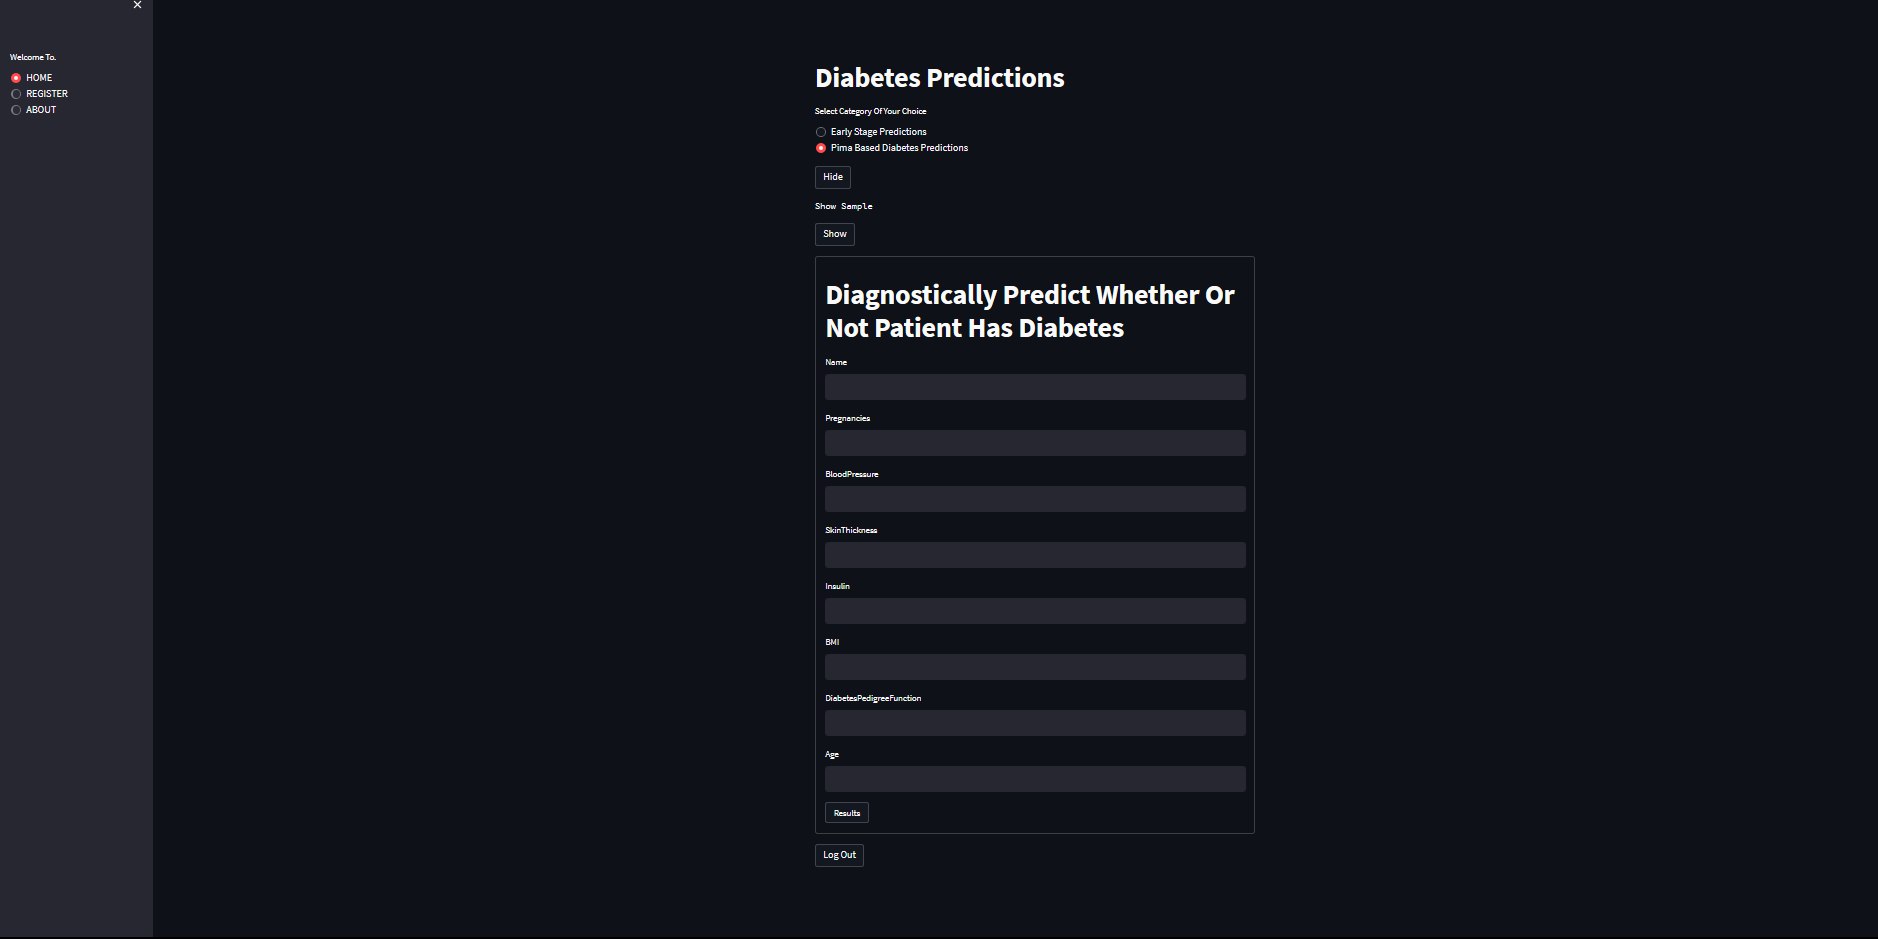 Welcome To.
HOME
REGISTER
ABOUT
Diabetes Predictions
Select Category Of Your Choice
Early Stage Predictions
Pima Based Diabetes Predictions
Hide
Show Sample
Show
Diagnostically Predict Whether Or
Not Patient Has Diabetes
Name
Pregnancies
BloodPressure
SkinThickness
Insulin
BMI
DiabetesPedigreeFunction
Age
Results
Log Out